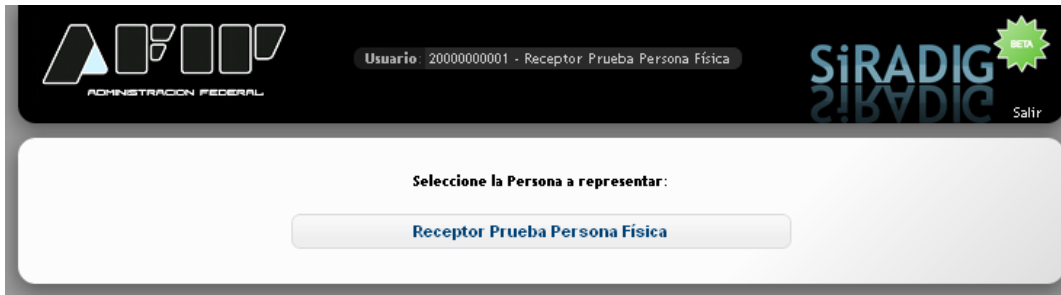 AFIP
ADMINISTRACION FEDERAL
Usuario: 20000000001 - Receptor Prueba Persona Física
SiRADIG
BETA
Salir
Seleccione la Persona a representar:
Receptor Prueba Persona Física